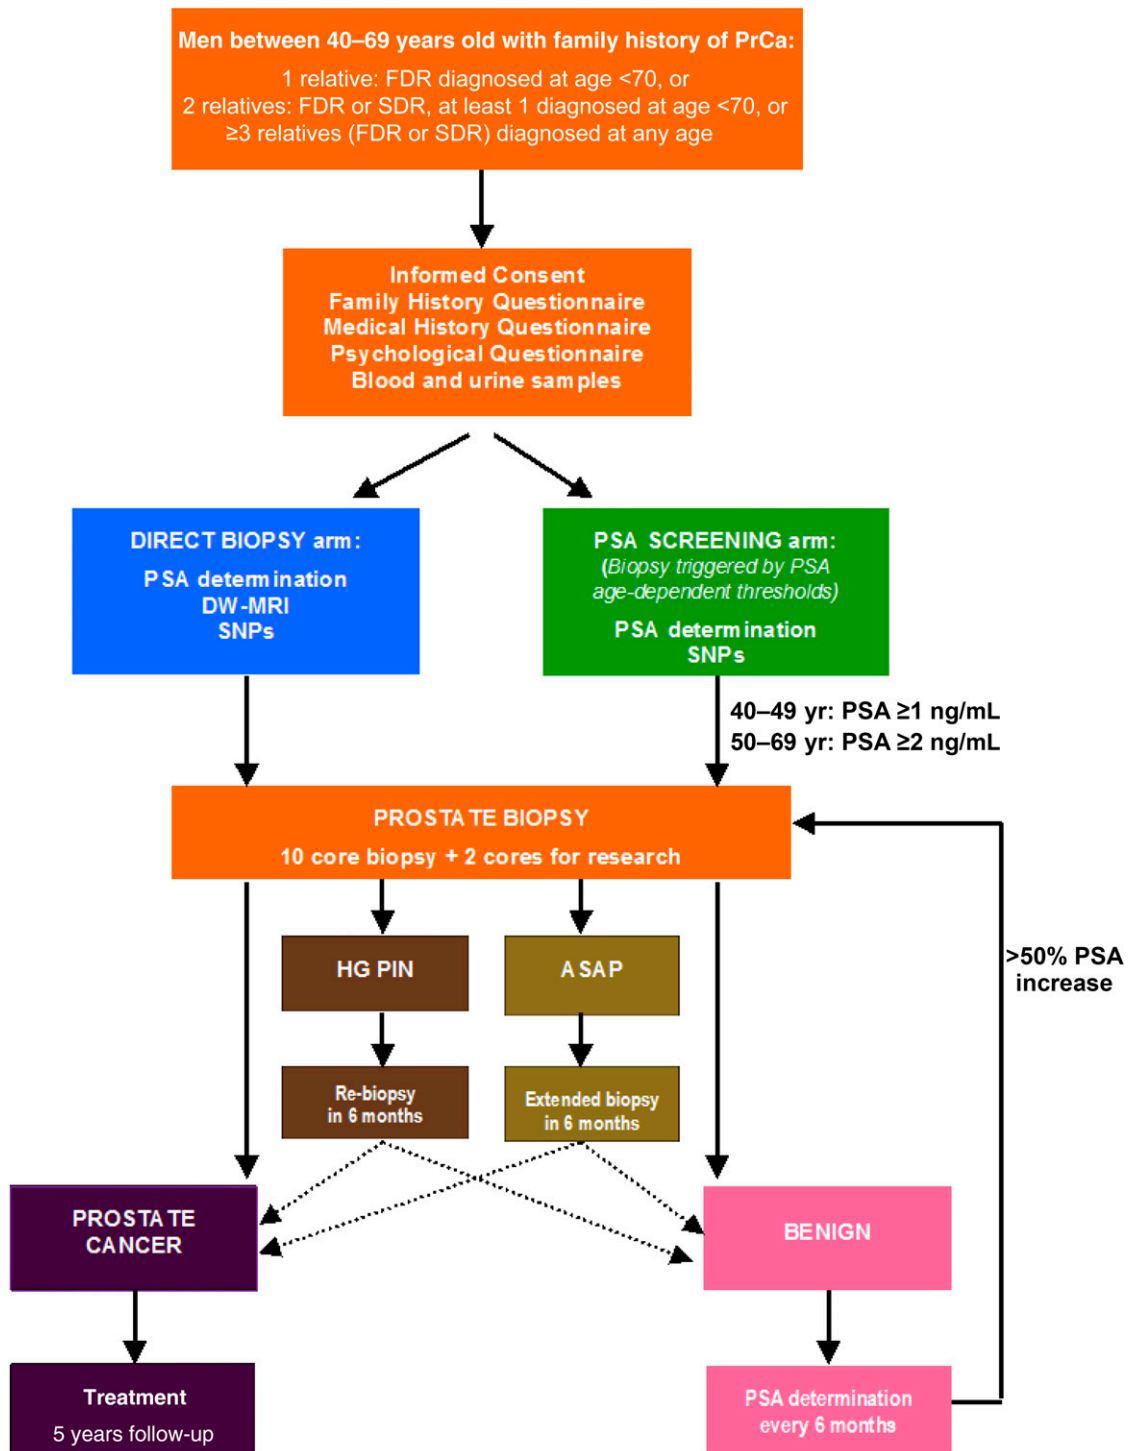 Men between 40–69 years old with family history of PrCa:
1 relative: FDR diagnosed at age <70, or
2 relatives: FDR or SDR, at least 1 diagnosed at age <70, or
≥3 relatives (FDR or SDR) diagnosed at any age
Informed Consent
Family History Questionnaire
Medical History Questionnaire
Psychological Questionnaire
Blood and urine samples
DIRECT BIOPSY arm:
PSA determination
DW-MRI
SNPs
PSA SCREENING arm:
(Biopsy triggered by PSA
age-dependent thresholds)
PSA determination
SNPs
40–49 yr: PSA ≥1 ng/mL
50–69 yr: PSA ≥2 ng/mL
PROSTATE BIOPSY
10 core biopsy + 2 cores for research
HG PIN
ASAP
>50% PSA
increase
Re-biopsy
in 6 months
Extended biopsy
in 6 months
PROSTATE
CANCER
BENIGN
Treatment
5 years follow-up
PSA determination
every 6 months